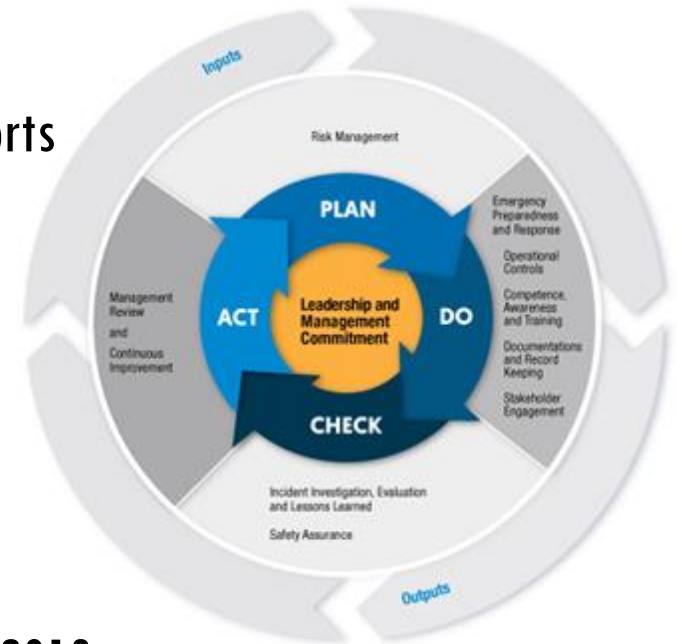 Inputs
orts
Risk Management
PLAN
Emergency
Preparedness
and Response
Operational
Controls
Competence,
Awareness
and Training
Documentations
and Record
Keeping
Stakeholder
Engagement
DO
Leadership and
Management
Commitment
ACT
Management
Review
and
Continuous
Improvement
CHECK
Incident Investigation, Evaluation
and Lessons Learned
Safety Assurance
Outputs